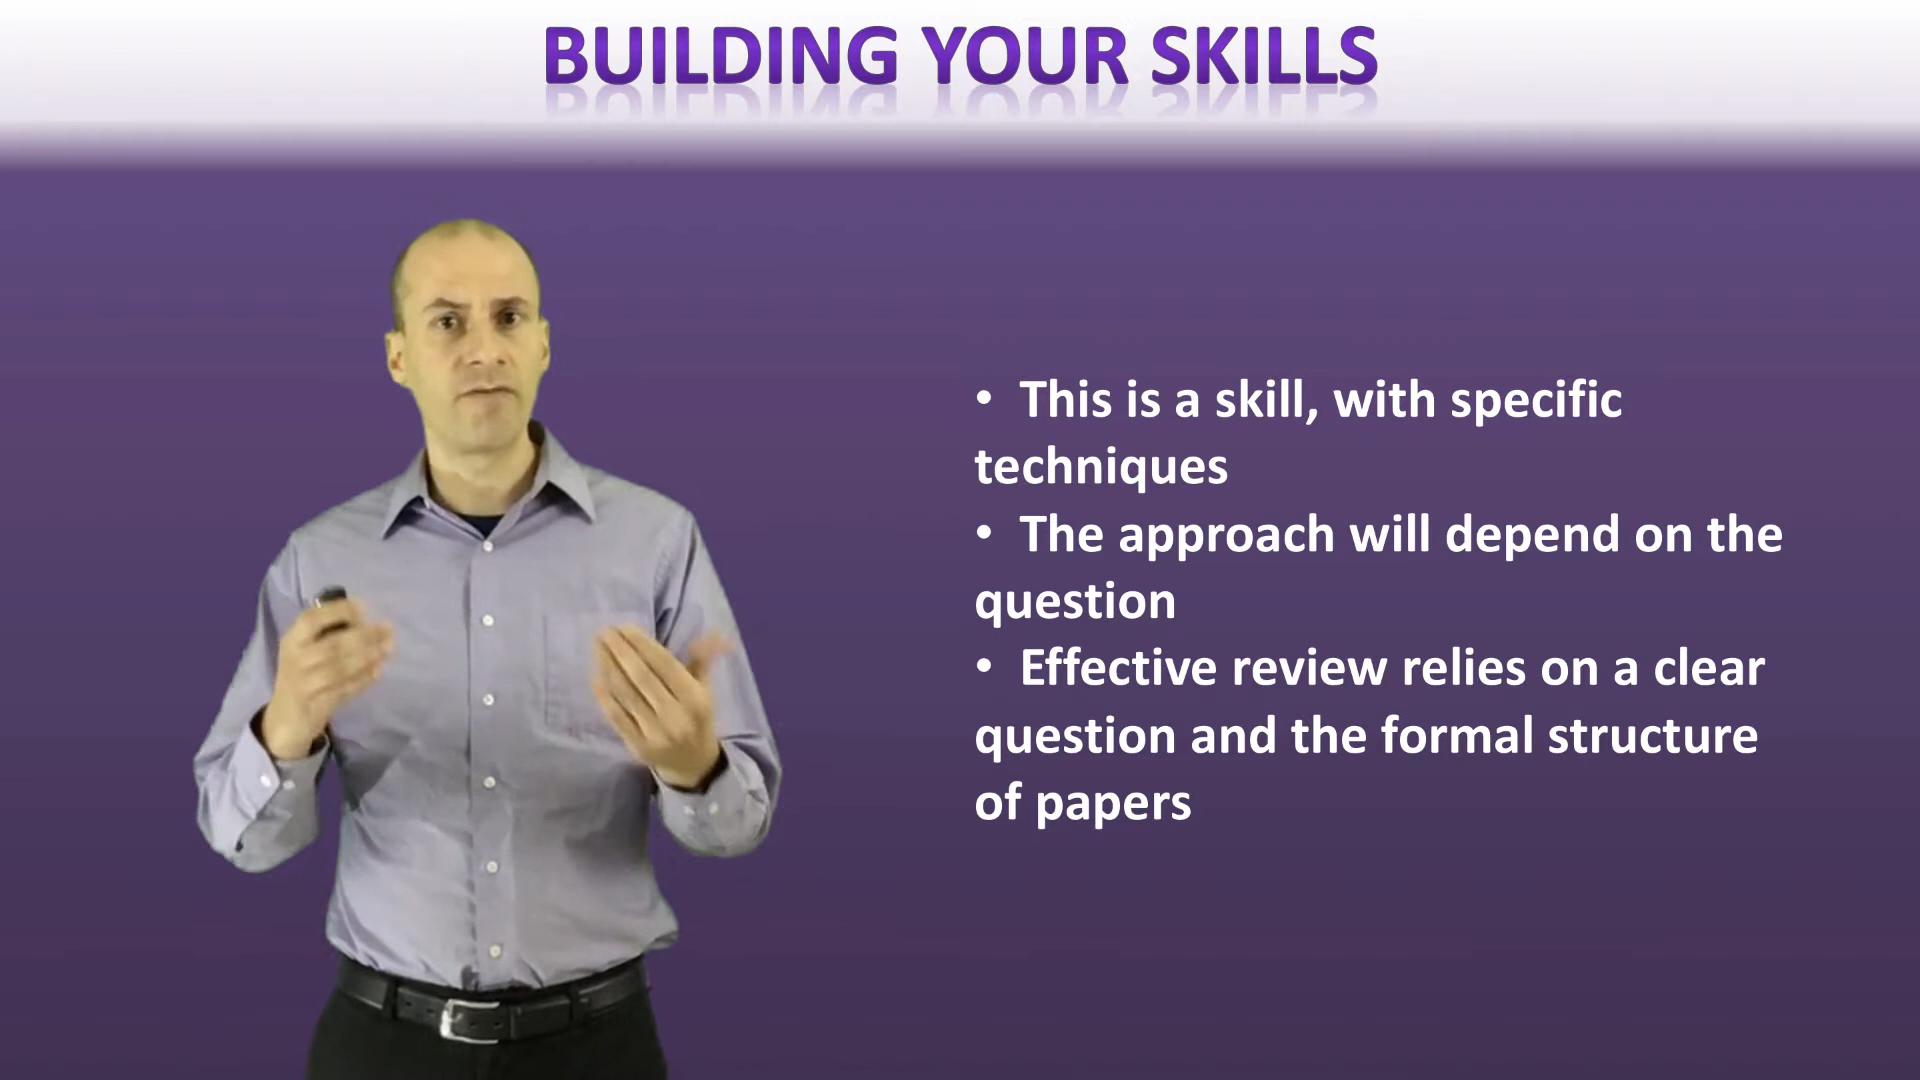 BUILDING YOUR SKILLS
• This is a skill, with specific
techniques
• The approach will depend on the
question
• Effective review relies on a clear
question and the formal structure
of papers